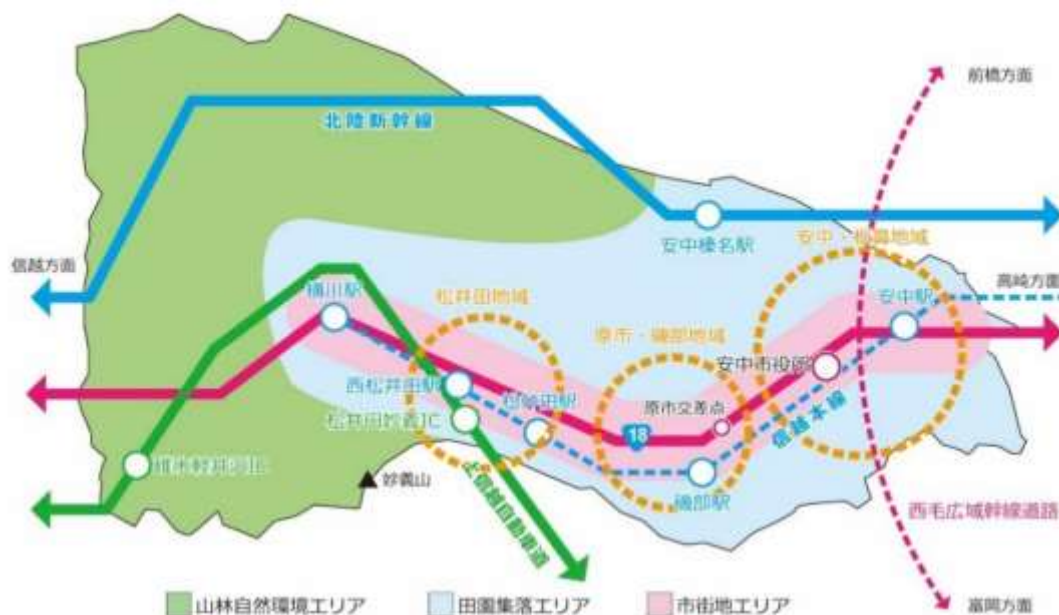 前橋方面
北陸新幹線
安中榛名駅
安中・板鼻地域
信越方面
横川駅
松井田地域
安中駅
高崎方面
原市・磯部地域
安中市役所
西松井田駅
松井田駅
原市交差点
松井田妙義IC
18
信越本線
碓氷軽井沢IC
妙義山
磯部駅
上信越自動車道
西毛広域幹線道路
山林自然環境エリア
田園集落エリア
市街地エリア
富岡方面